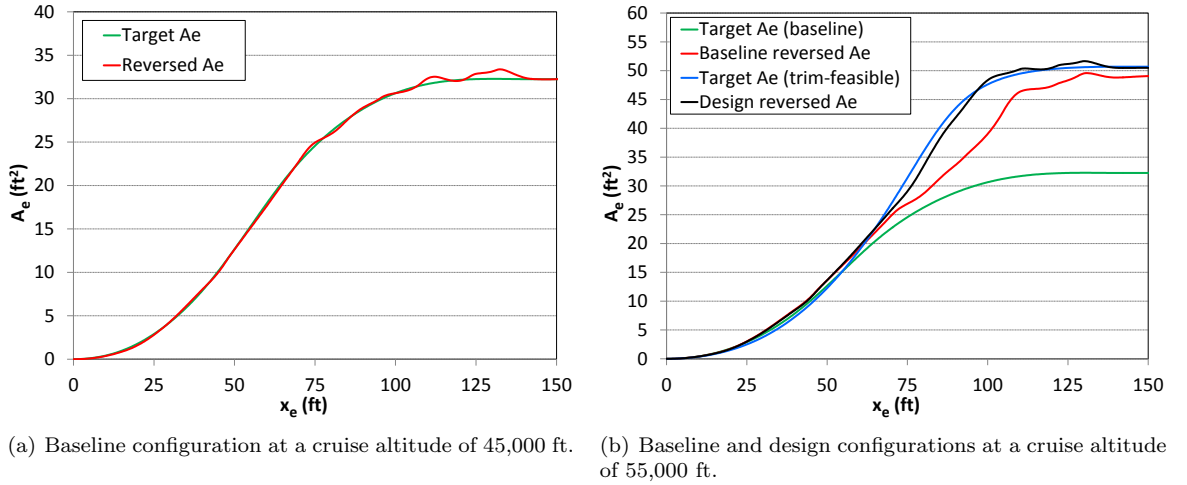 40
35
30
25
20
15
10
5
0
A_e (ft²)
Target Ae
Reversed Ae
0 25 50 75 100 125 150
x_e (ft)
(a) Baseline configuration at a cruise altitude of 45,000 ft.
60
55
50
45
40
35
30
25
20
15
10
5
0
A_e (ft²)
Target Ae (baseline)
Baseline reversed Ae
Target Ae (trim-feasible)
Design reversed Ae
0 25 50 75 100 125 150
x_e (ft)
(b) Baseline and design configurations at a cruise altitude
of 55,000 ft.